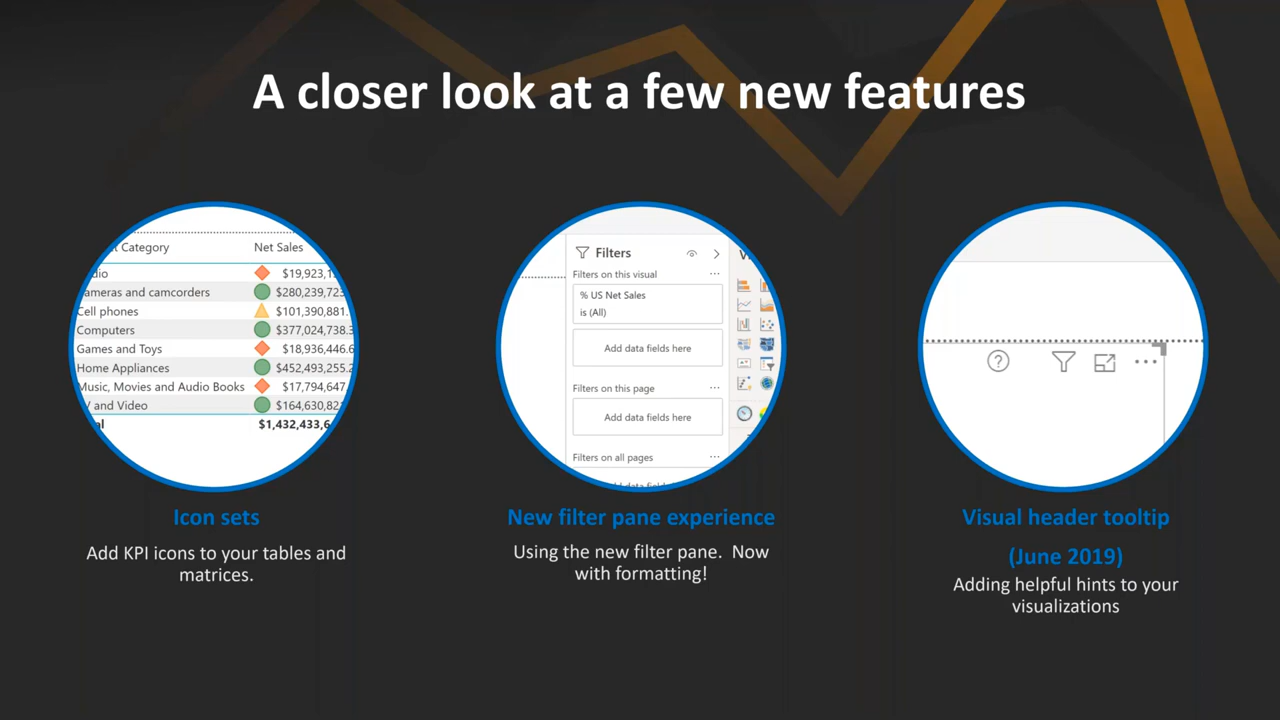 A closer look at a few new features
Category Net Sales
$19,923,1
ameras and camcorders $280,239,723
Cell phones $101,390,881.
Computers $377,024,738.3
Games and Toys $18,936,446.6
Home Appliances $452,493,255.2
Music, Movies and Audio Books $17,794,647.
V and Video $164,630,82
$1,432,433,6
Filters
Filters on this visual
% US Net Sales
is (All)
Add data fields here
Filters on this page
Add data fields here
Filters on all pages
Icon sets
Add KPI icons to your tables and
matrices.
New filter pane experience
Using the new filter pane. Now
with formatting!
Visual header tooltip
(June 2019)
Adding helpful hints to your
visualizations